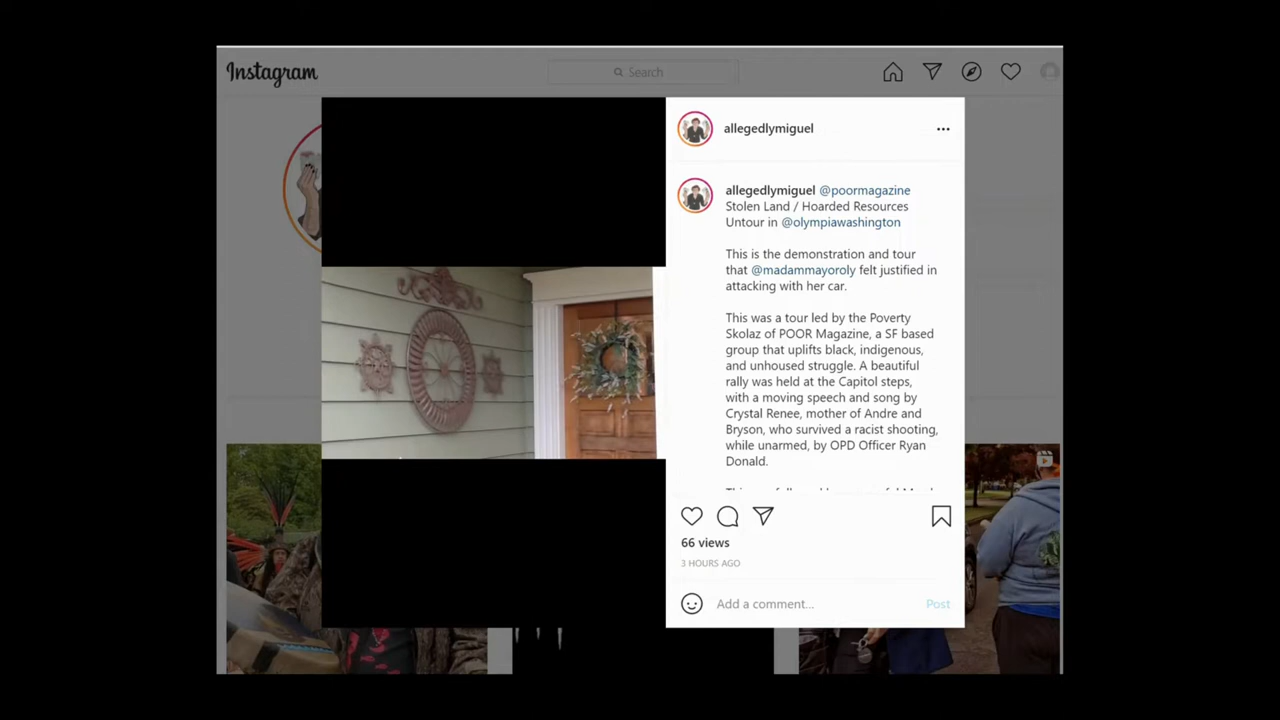 Instagram
Search
allegedlymiguel
allegedlymiguel @poormagazine
Stolen Land / Hoarded Resources
Untour in @olympiawashington
This is the demonstration and tour
that @madammayoroly felt justified in
attacking with her car.
This was a tour led by the Poverty
Skolaz of POOR Magazine, a SF based
group that uplifts black, indigenous,
and unhoused struggle. A beautiful
rally was held at the Capitol steps,
with a moving speech and song by
Crystal Renee, mother of Andre and
Bryson, who survived a racist shooting,
while unarmed, by OPD Officer Ryan
Donald.
66 views
3 HOURS AGO
Add a comment...
Post